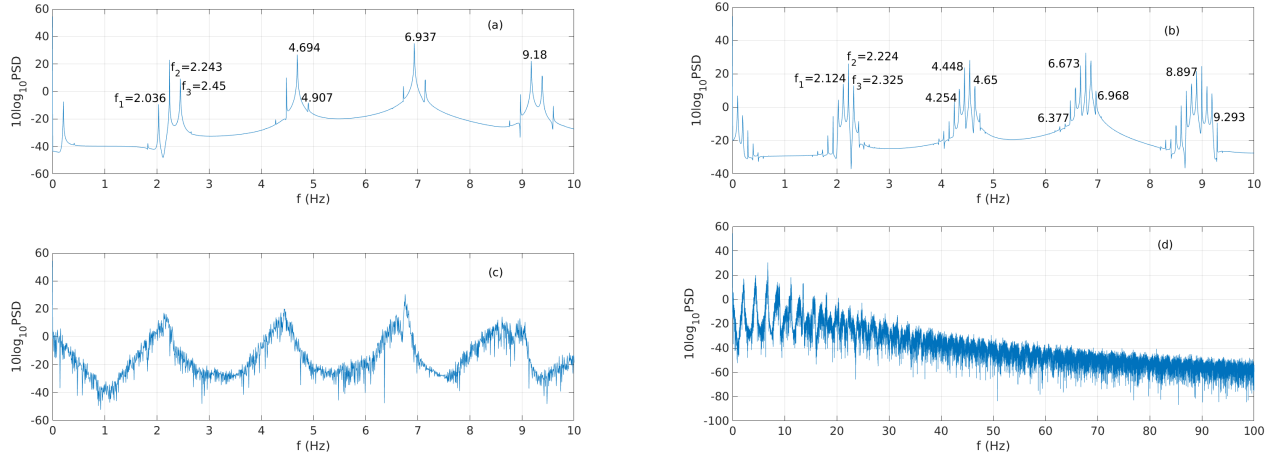 (a)
10log10PSD
60
40
20
0
-20
-40
-60
f1=2.036
f2=2.243
f3=2.45
4.694
4.907
6.937
9.18
0 1 2 3 4 5 6 7 8 9 10
f (Hz)
(b)
10log10PSD
60
40
20
0
-20
-40
f1=2.124
f2=2.224
f3=2.325
4.254
4.448
4.65
6.377
6.673
6.968
8.897
9.293
0 1 2 3 4 5 6 7 8 9 10
f (Hz)
(c)
10log10PSD
60
40
20
0
-20
-40
-60
0 1 2 3 4 5 6 7 8 9 10
f (Hz)
(d)
10log10PSD
60
40
20
0
-20
-40
-60
-80
-100
0 10 20 30 40 50 60 70 80 90 100
f (Hz)